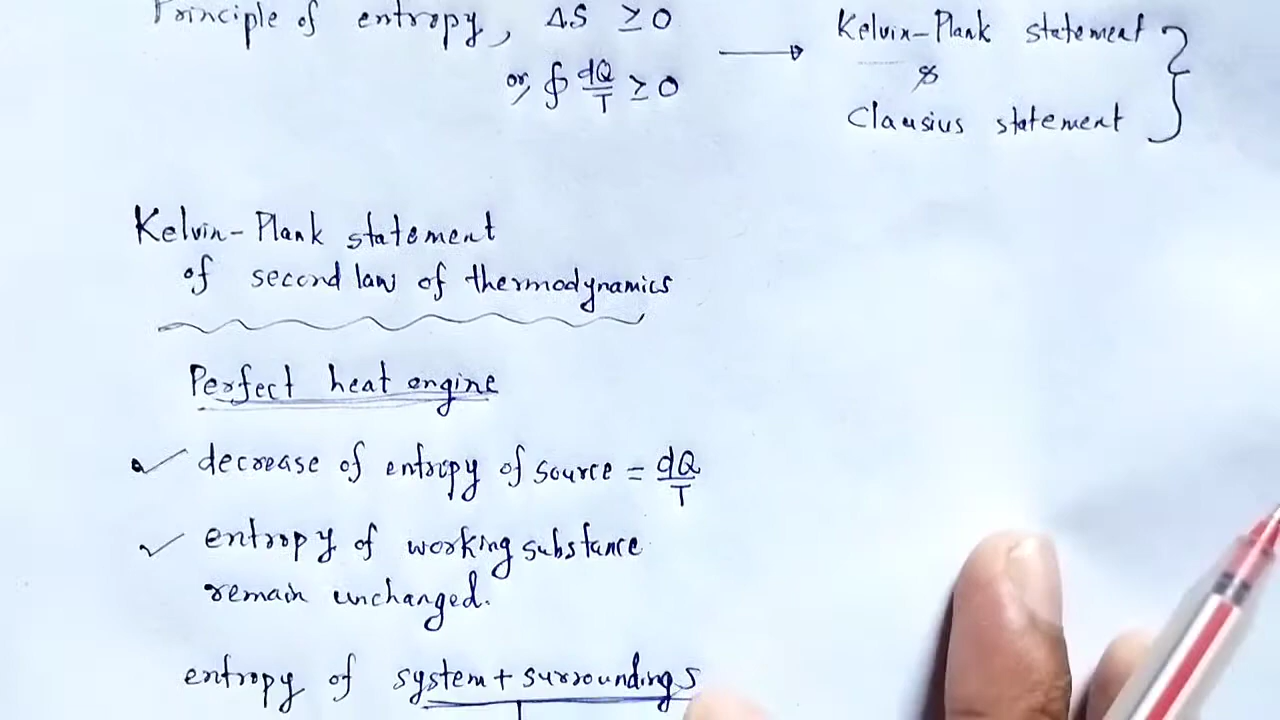 Principle of entropy, ΔS ≥ 0
or, ∮ dQ/T ≥ 0
→ Kelvin-Plank statement
&
Clausius statement
Kelvin-Plank statement
of second law of thermodynamics
Perfect heat engine
✓ decrease of entropy of source = dQ/T
✓ entropy of working substance
remain unchanged.
entropy of system + surroundings